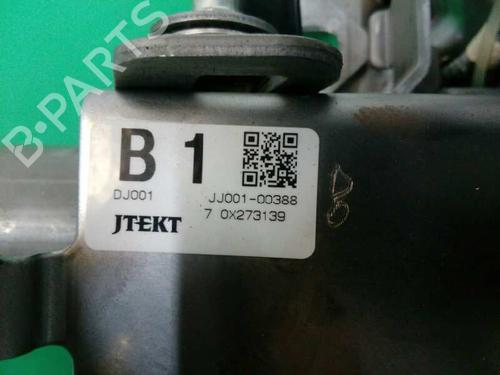 B-PARTS
B 1
DJ001 JJ001-00388
JTEKT 7 0X273139